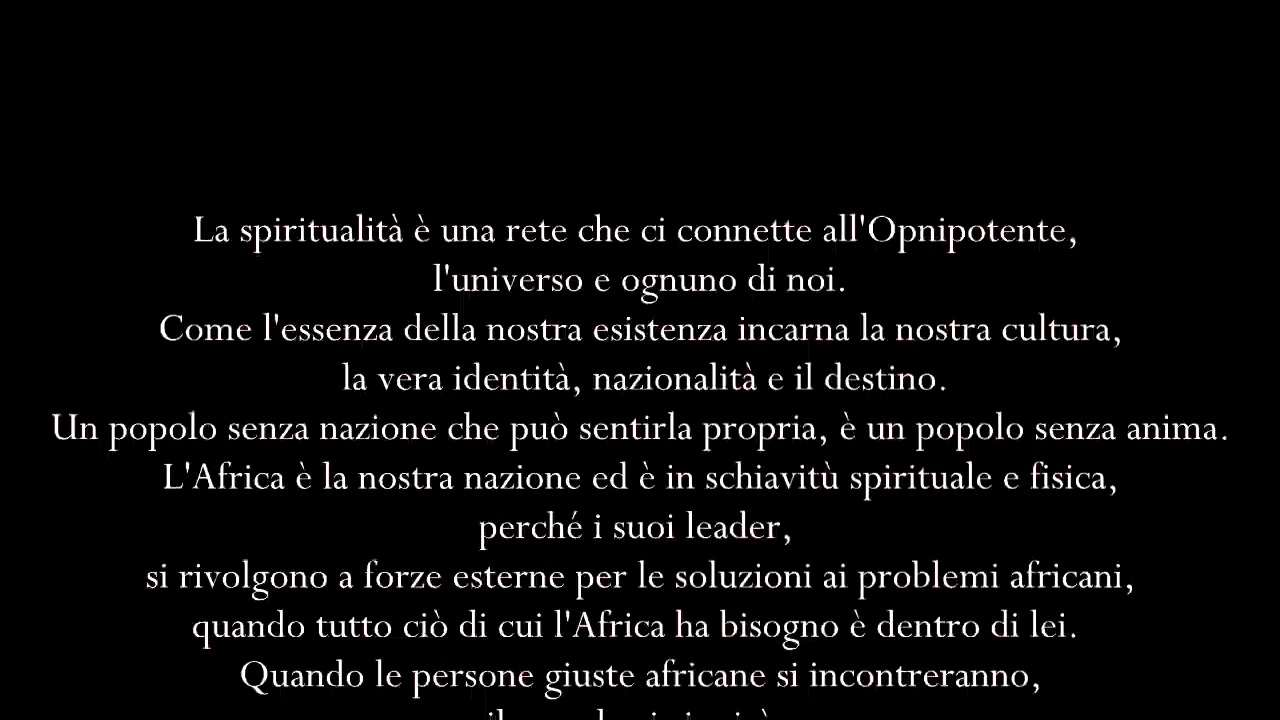 La spiritualità è una rete che ci connette all'Opnipotente,
l'universo e ognuno di noi.
Come l'essenza della nostra esistenza incarna la nostra cultura,
la vera identità, nazionalità e il destino.
Un popolo senza nazione che può sentirla propria, è un popolo senza anima.
L'Africa è la nostra nazione ed è in schiavitù spirituale e fisica,
perché i suoi leader,
si rivolgono a forze esterne per le soluzioni ai problemi africani,
quando tutto ciò di cui l'Africa ha bisogno è dentro di lei.
Quando le persone giuste africane si incontreranno,